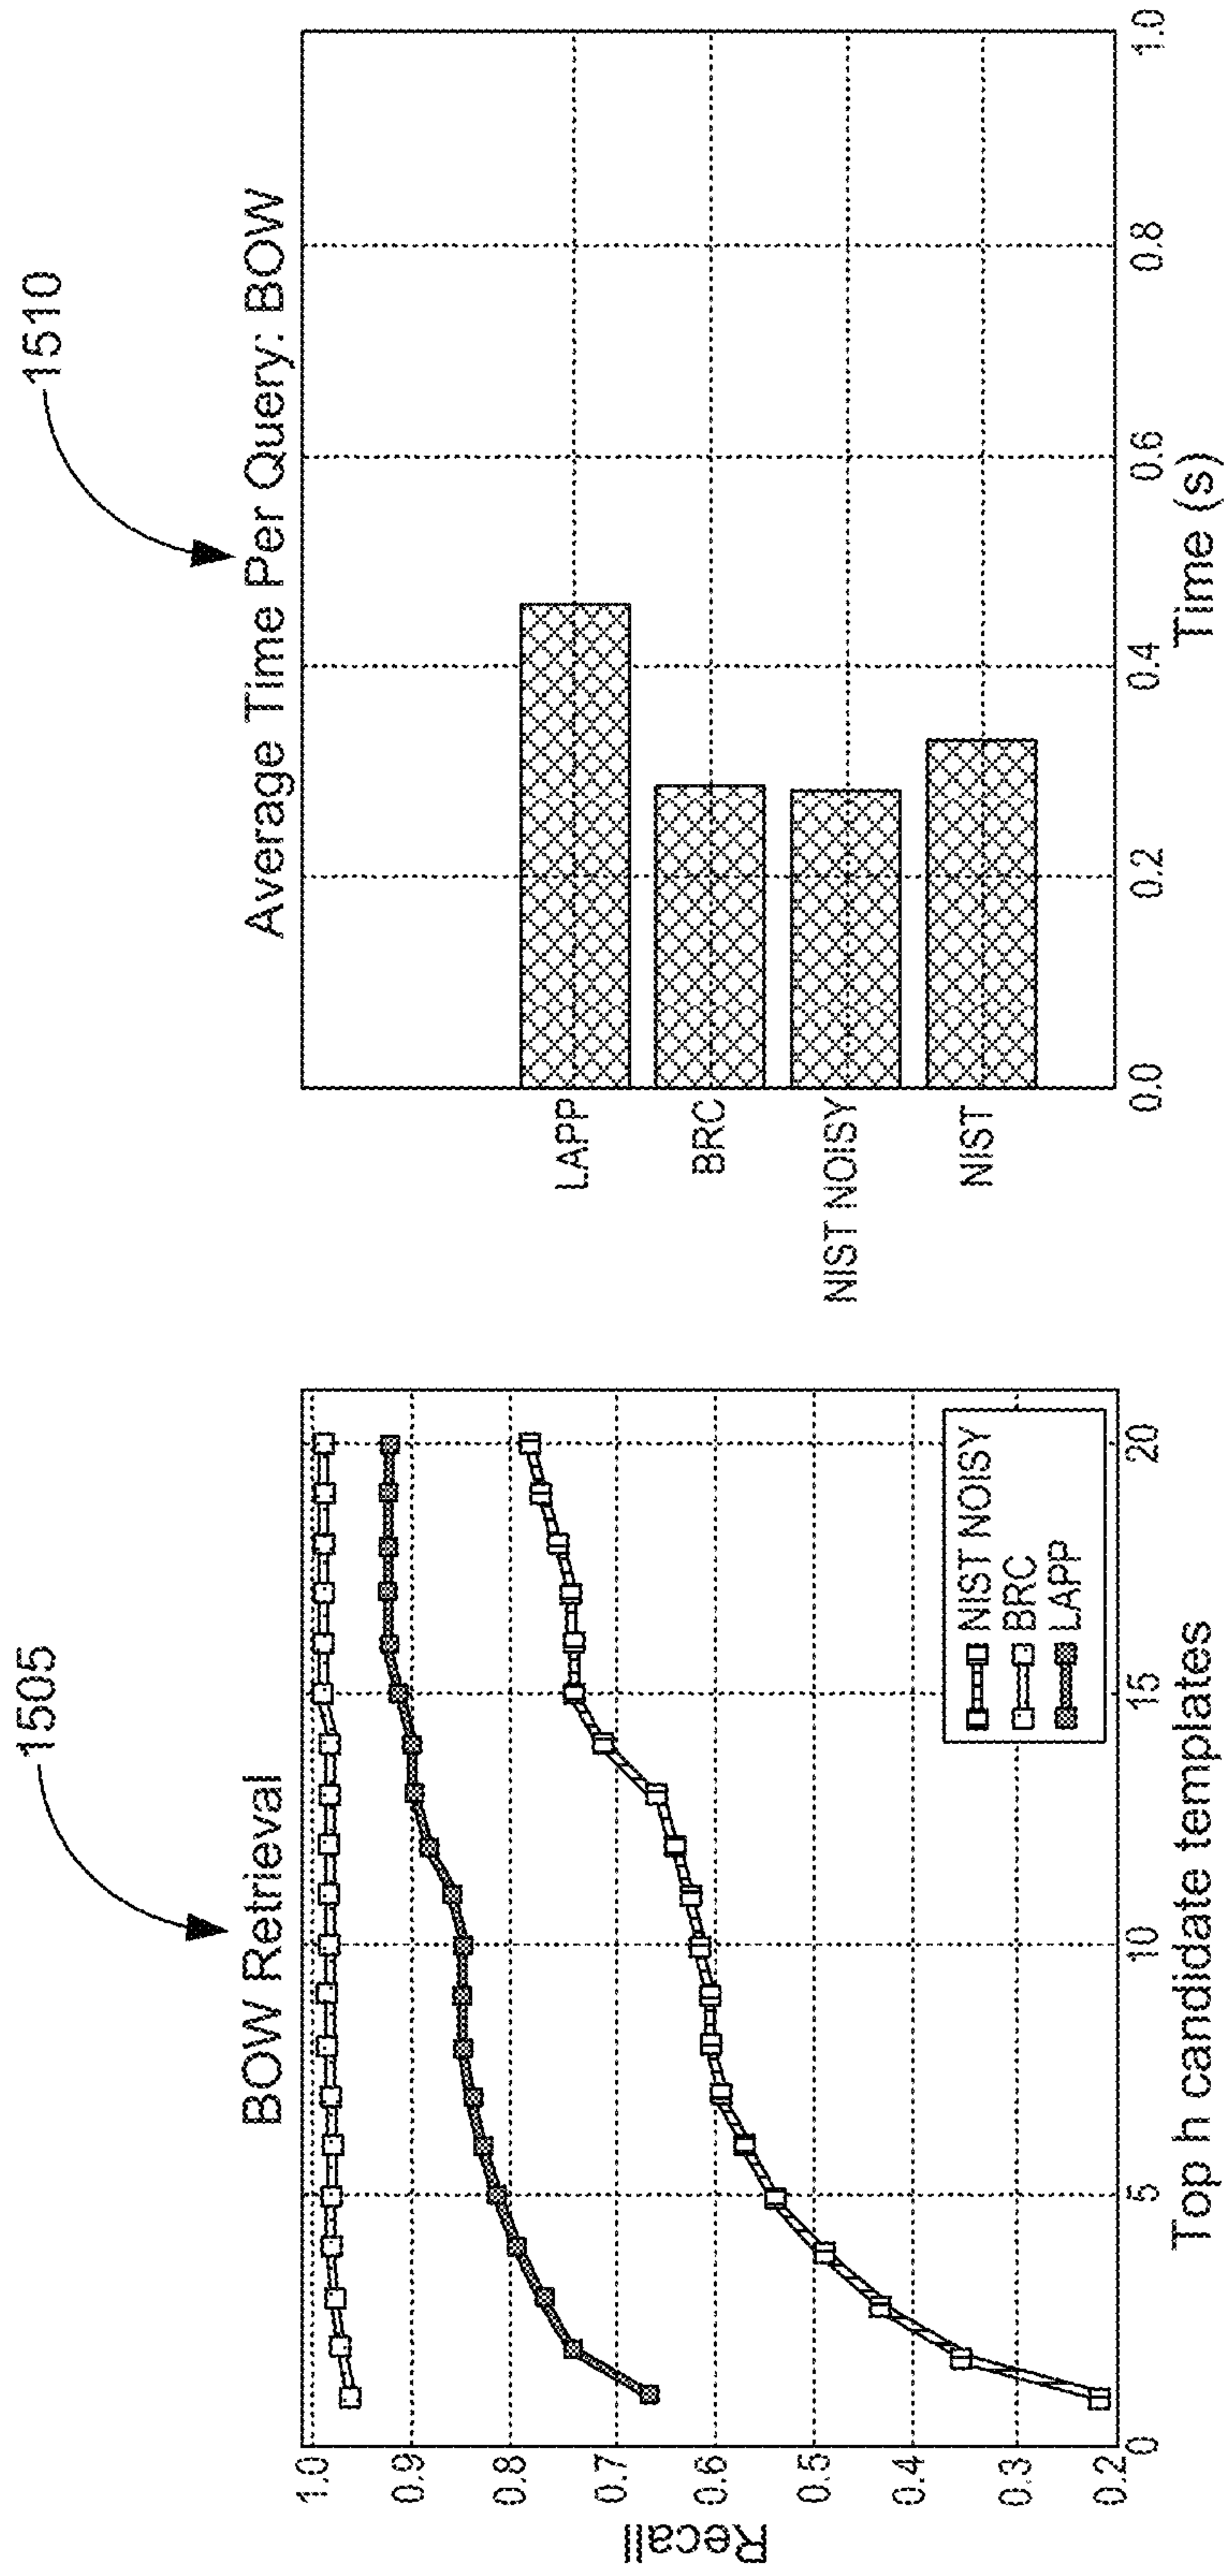 1505
BOW Retrieval
Recall
1.0
0.9
0.8
0.7
0.6
0.5
0.4
0.3
0.2
0
5
10
15
20
Top h candidate templates
NIST NOISY
BRC
LAPP
1510
Average Time Per Query: BOW
LAPP
BRC
NIST NOISY
NIST
0.0
0.2
0.4
0.6
0.8
1.0
Time (s)